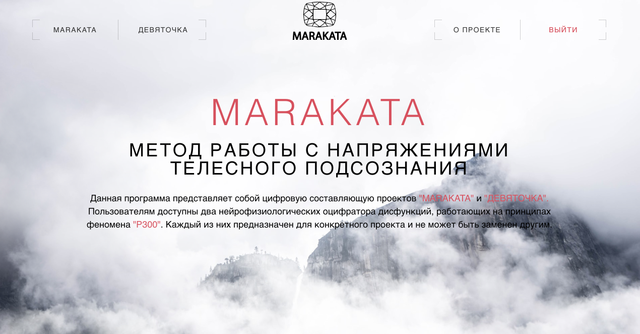 MARAKATA
ДЕВЯТОЧКА
MARAKATA
О ПРОЕКТЕ
ВЫЙТИ
MARAKATA
МЕТОД РАБОТЫ С НАПРЯЖЕНИЯМИ
ТЕЛЕСНОГО ПОДСОЗНАНИЯ
Данная программа представляет собой цифровую составляющую проектов "MARAKATA" и "ДЕВЯТОЧКА".
Пользователям доступны два нейрофизиологических оцифратора дисфункций, работающих на принципах
феномена "P300". Каждый из них предназначен для конкретного проекта и не может быть заменен другим.